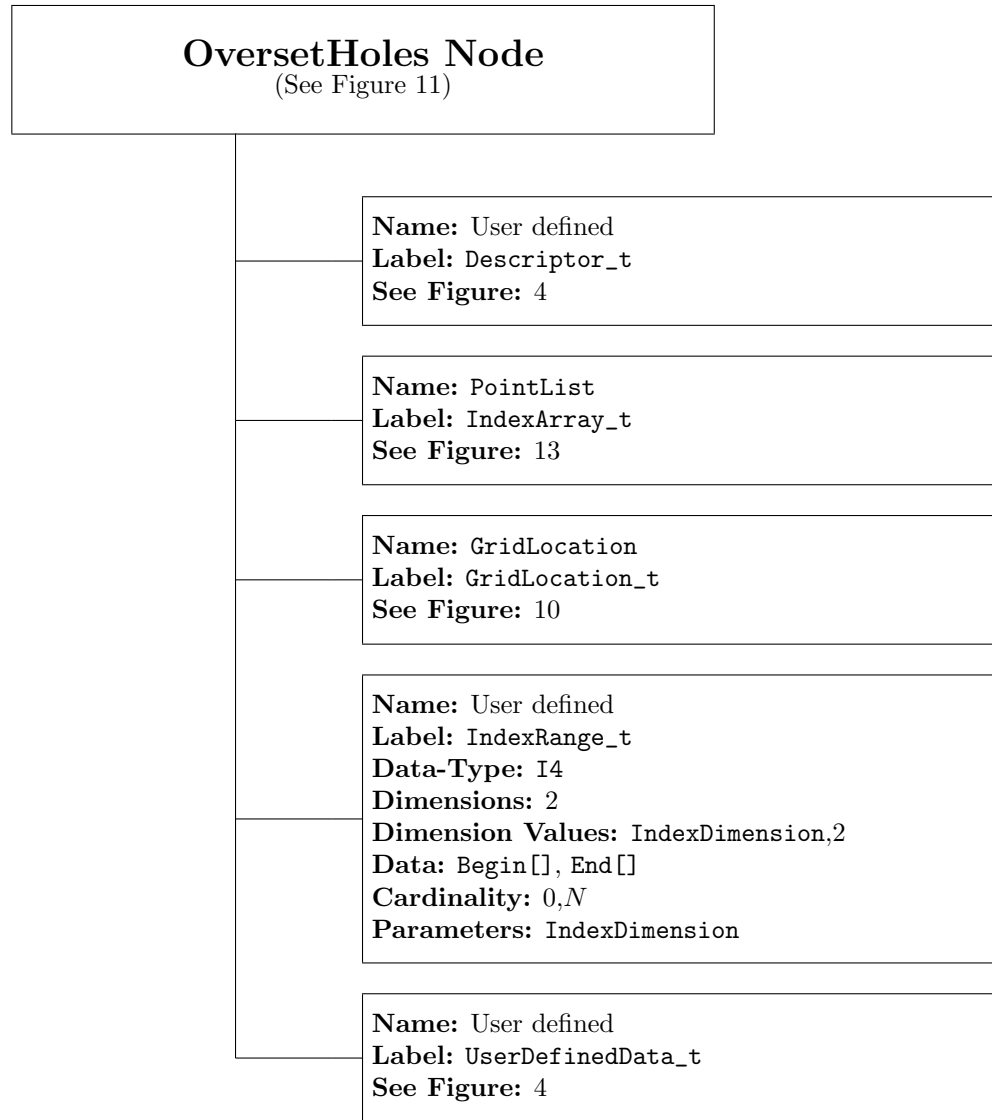 OversetHoles Node
(See Figure 11)
Name: User defined
Label: Descriptor_t
See Figure: 4
Name: PointList
Label: IndexArray_t
See Figure: 13
Name: GridLocation
Label: GridLocation_t
See Figure: 10
Name: User defined
Label: IndexRange_t
Data-Type: I4
Dimensions: 2
Dimension Values: IndexDimension,2
Data: Begin[], End[]
Cardinality: 0,N
Parameters: IndexDimension
Name: User defined
Label: UserDefinedData_t
See Figure: 4